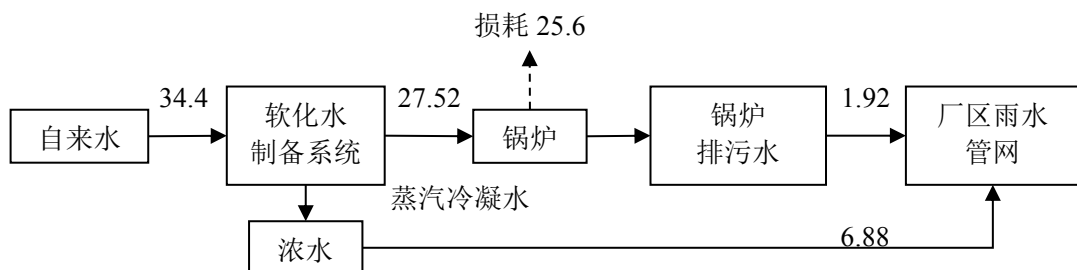 损耗 25.6
34.4
27.52
1.92
自来水
软化水
制备系统
锅炉
锅炉
排污水
厂区雨水
管网
蒸汽冷凝水
浓水
6.88